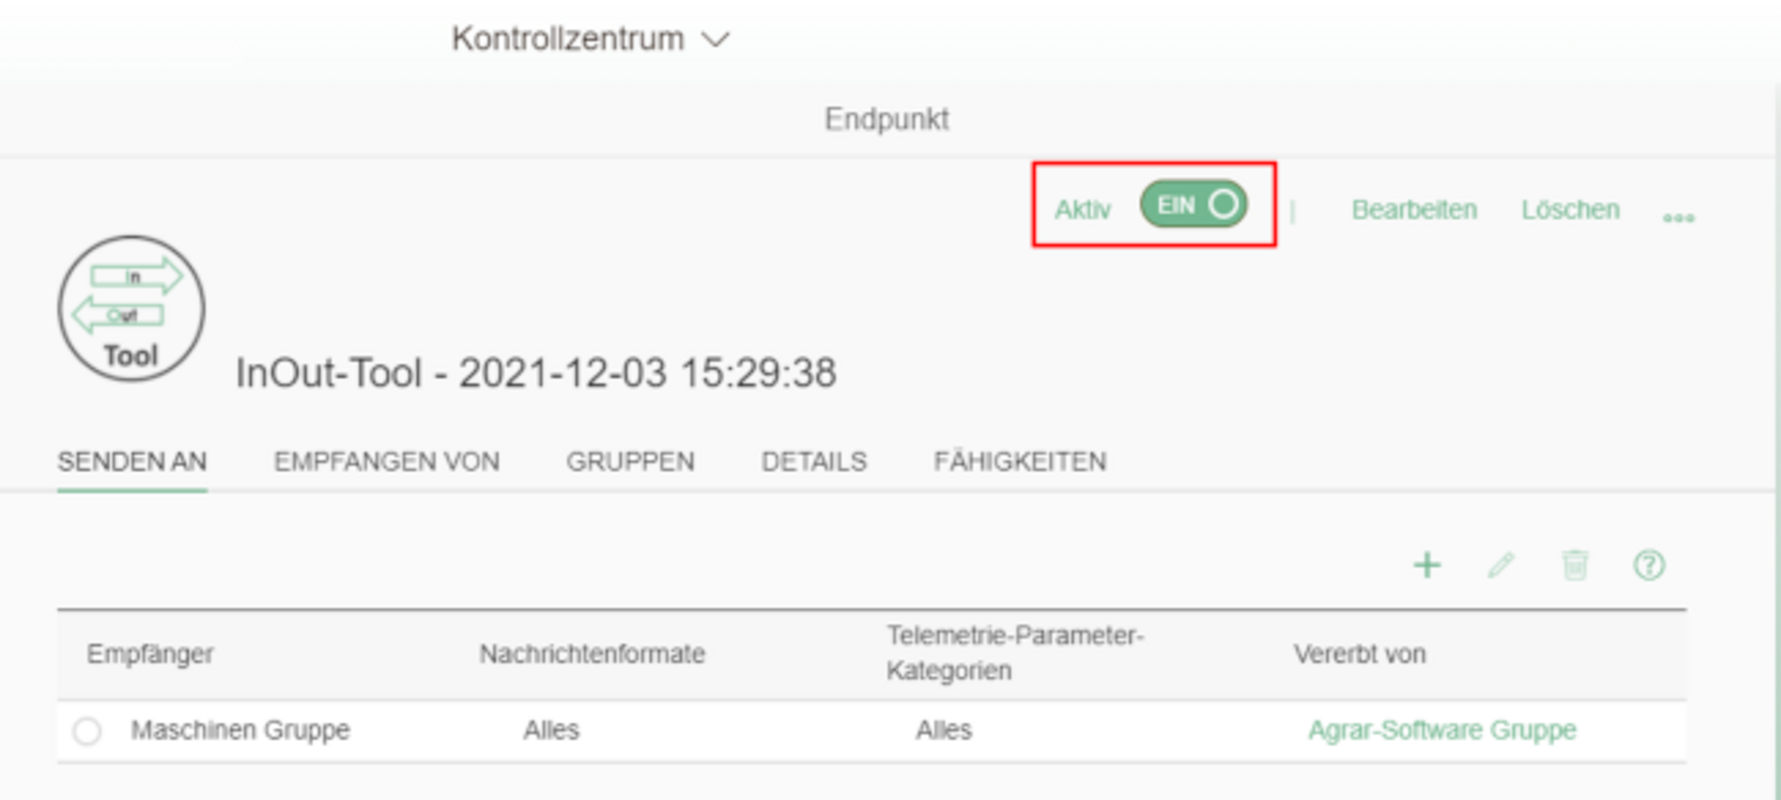 Kontrollzentrum
Endpunkt
Aktiv EIN | Bearbeiten Löschen
In
Out
Tool
InOut-Tool - 2021-12-03 15:29:38
SENDEN AN EMPFANGEN VON GRUPPEN DETAILS FÄHIGKEITEN
Empfänger Nachrichtenformate Telemetrie-Parameter-
Kategorien Vererbt von
Maschinen Gruppe Alles Alles Agrar-Software Gruppe